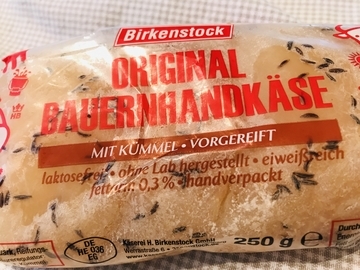 Birkenstock
ORIGINAL
BAUERNHANDKÄSE
MIT KÜMMEL • VORGEREIFT
laktosefrei • ohne Lab hergestellt • eiweißreich
fettarm 0,3 % • handverpackt
DE
HE 036
EG
Käserei H. Birkenstock GmbH
250 g ℮